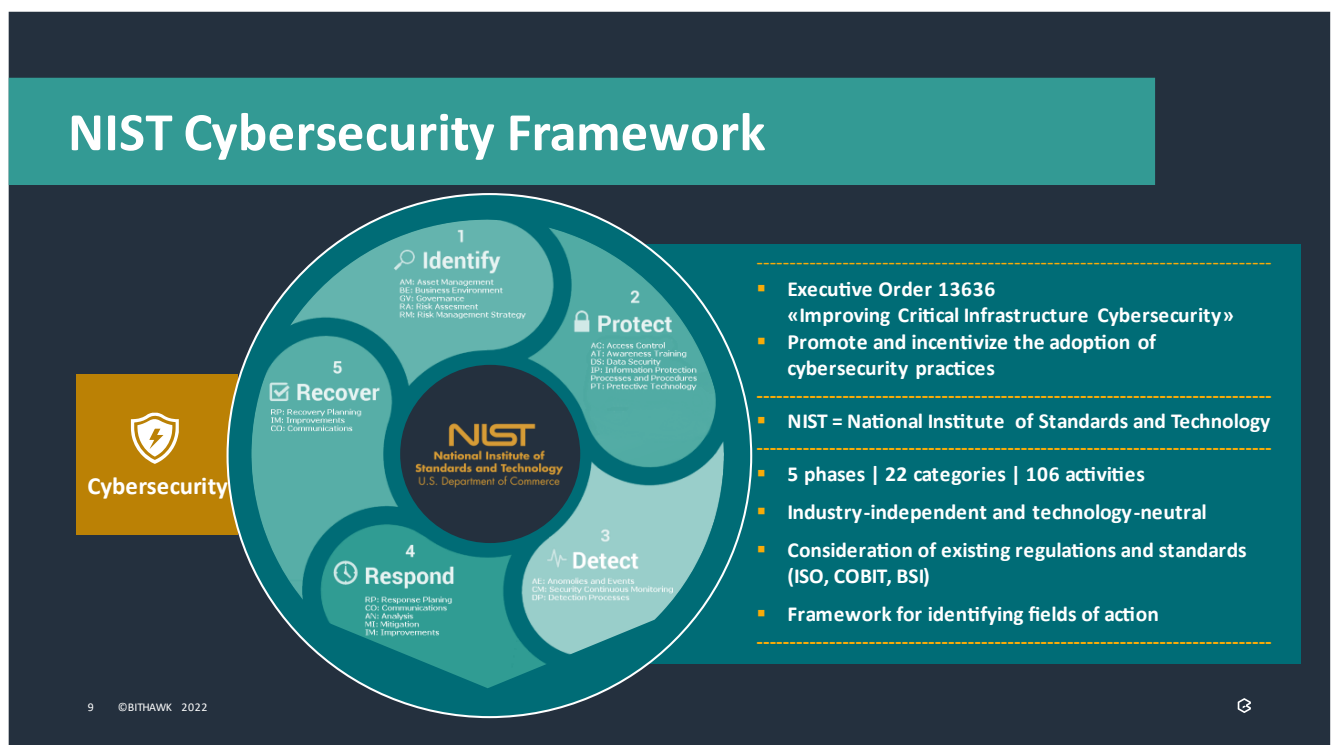 NIST Cybersecurity Framework
1
Identify
AM: Asset Management
BE: Business Environment
GV: Governance
RA: Risk Assesment
RM: Risk Management Strategy
2
Protect
AC: Access Control
AT: Awareness Training
DS: Data Security
IP: Information Protection
Processes and Procedures
PT: Pretective Technology
3
Detect
AE: Anomolies and Events
CM: Security Continuous Monitoring
DP: Detection Processes
4
Respond
RP: Response Planing
CO: Communications
AN: Analysis
MI: Mitigation
IM: Improvements
5
Recover
RP: Recovery Planning
IM: Improvements
CO: Communications
NIST
National Institute of
Standards and Technology
U.S. Department of Commerce
Cybersecurity
Executive Order 13636
«Improving Critical Infrastructure Cybersecurity»
Promote and incentivize the adoption of
cybersecurity practices
NIST = National Institute of Standards and Technology
5 phases | 22 categories | 106 activities
Industry-independent and technology-neutral
Consideration of existing regulations and standards
(ISO, COBIT, BSI)
Framework for identifying fields of action
9 ©BITHAWK 2022